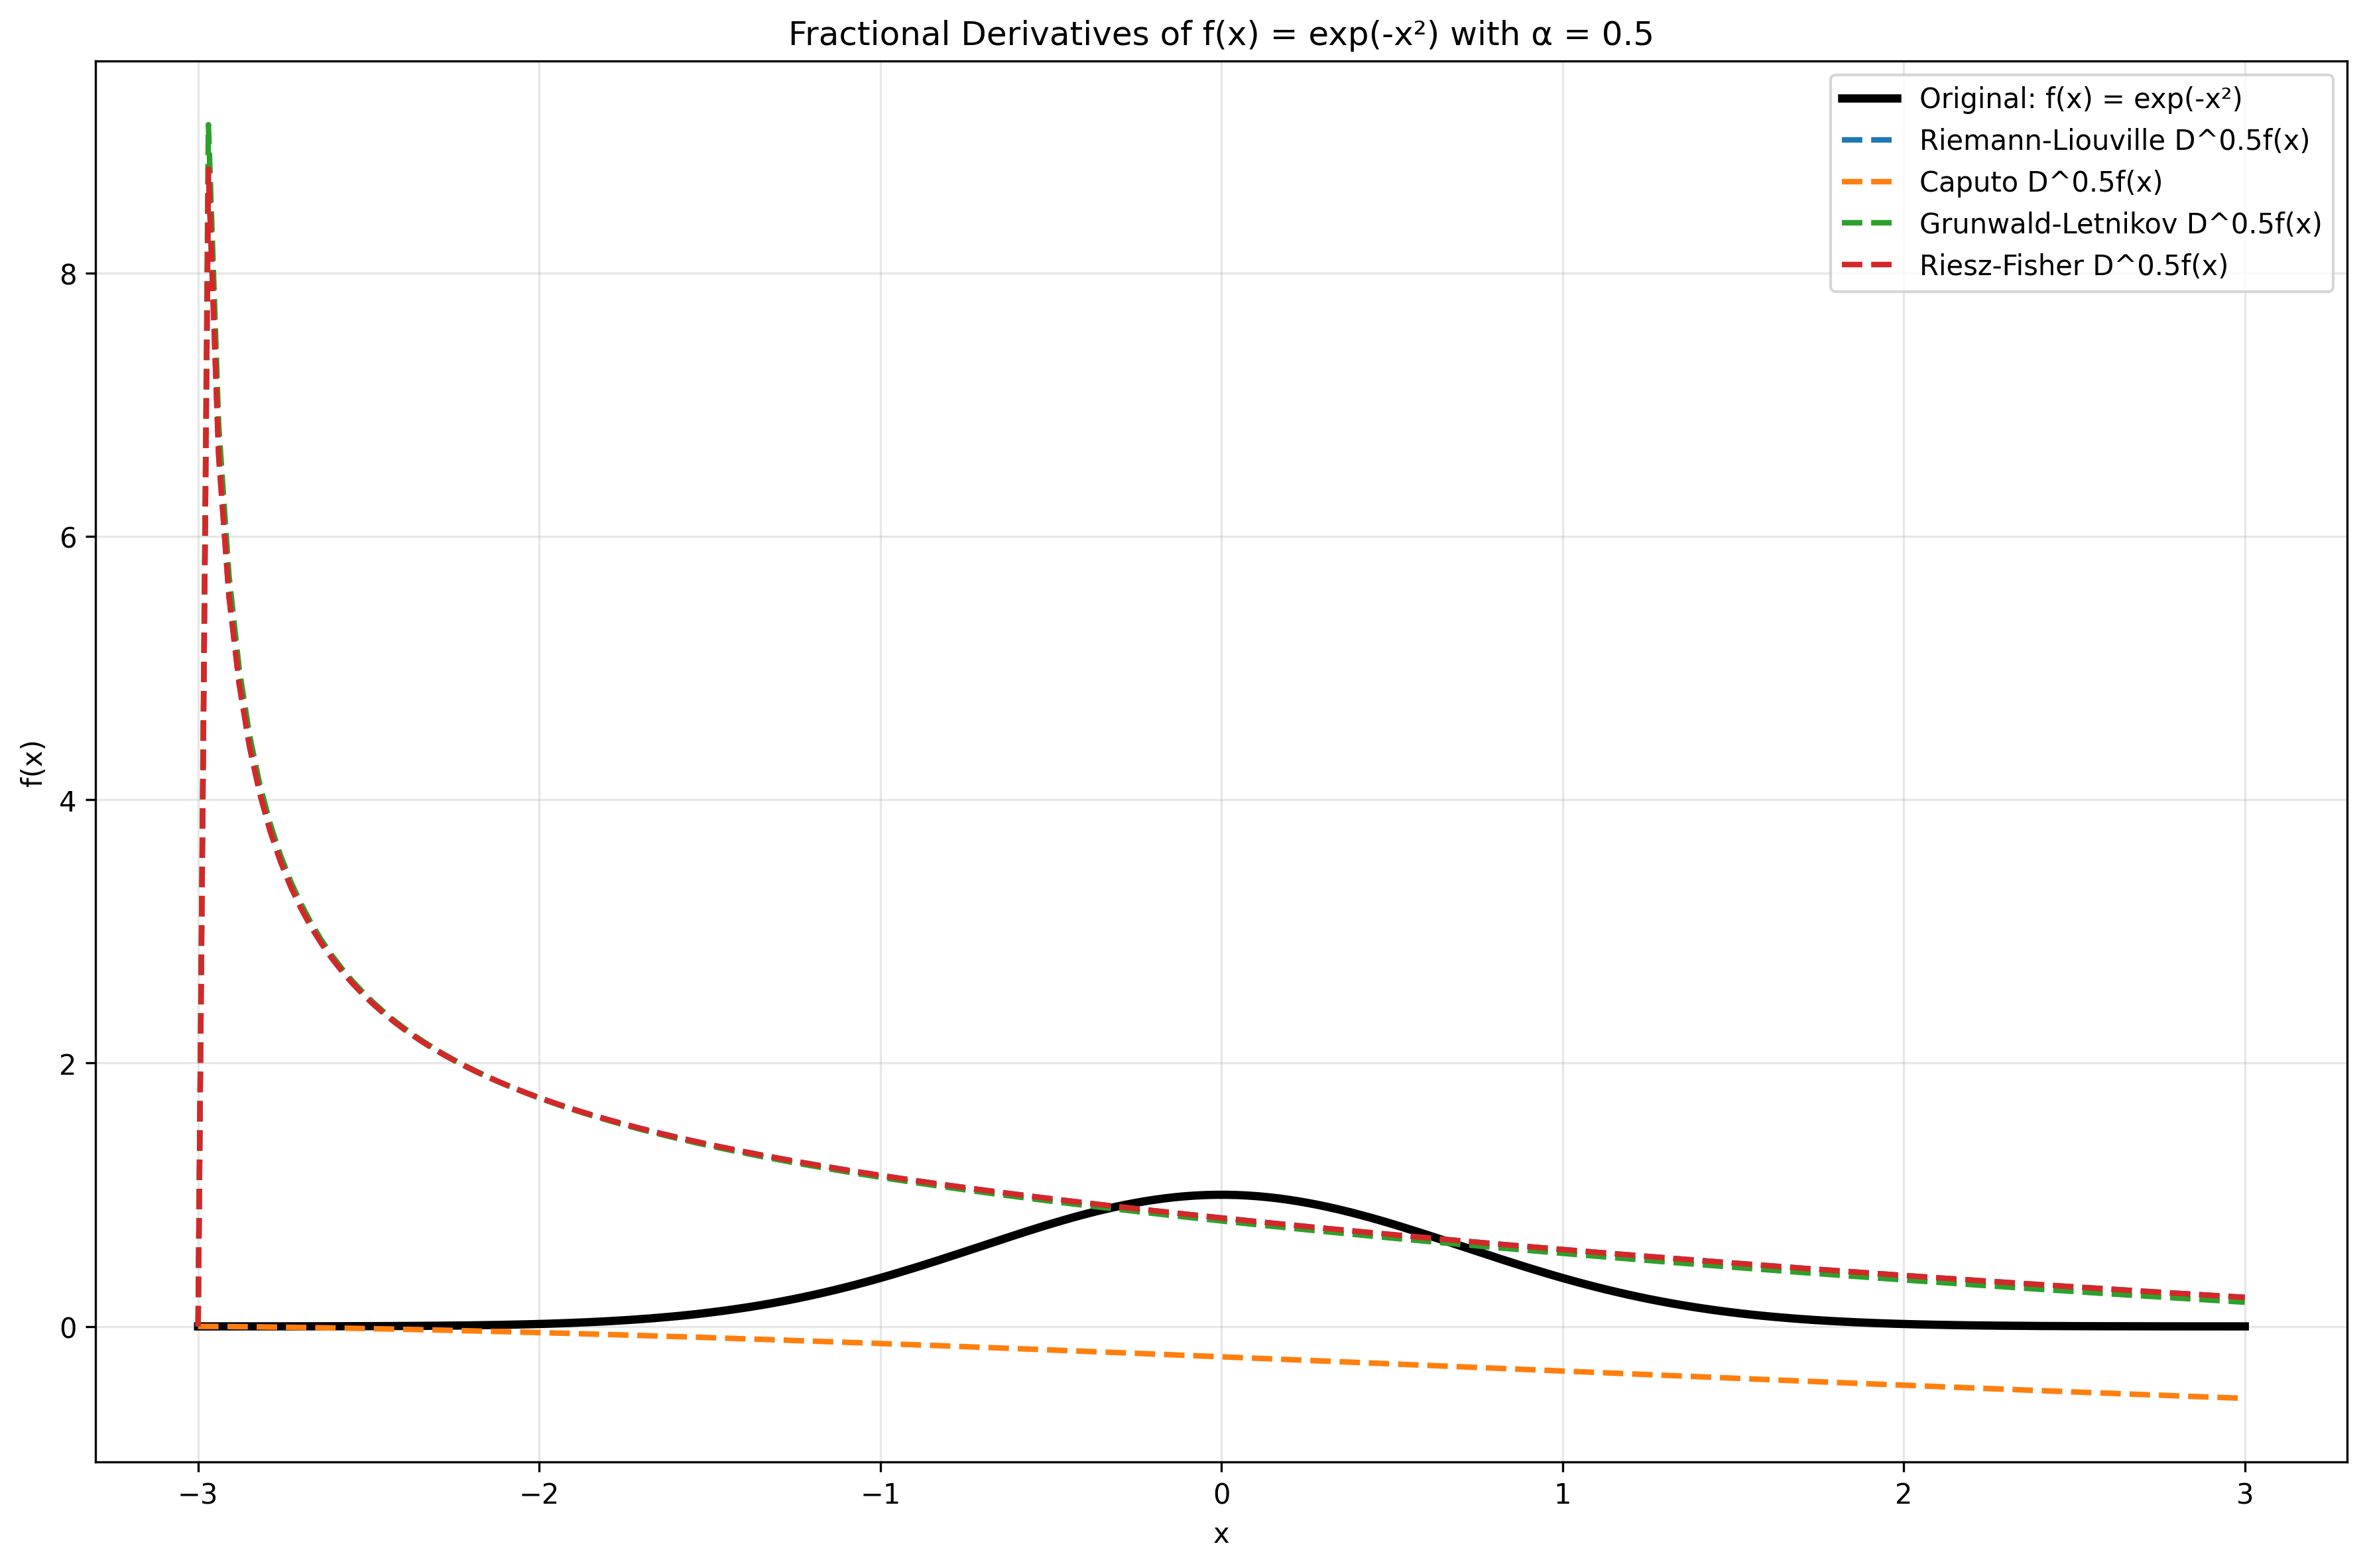 Fractional Derivatives of f(x) = exp(-x²) with α = 0.5
Original: f(x) = exp(-x²)
Riemann-Liouville D^0.5f(x)
Caputo D^0.5f(x)
Grunwald-Letnikov D^0.5f(x)
Riesz-Fisher D^0.5f(x)
8
6
4
2
0
f(x)
−3
−2
−1
0
1
2
3
x